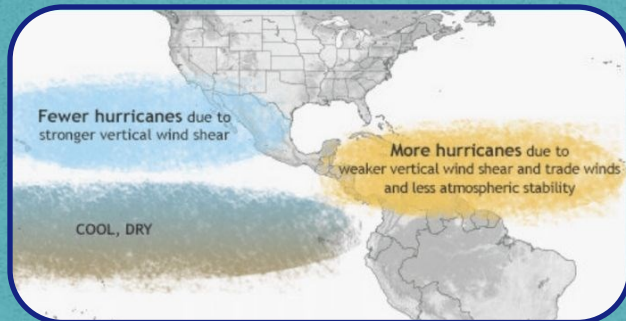 Fewer hurricanes due to
stronger vertical wind shear
More hurricanes due to
weaker vertical wind shear and trade winds
and less atmospheric stability
COOL, DRY